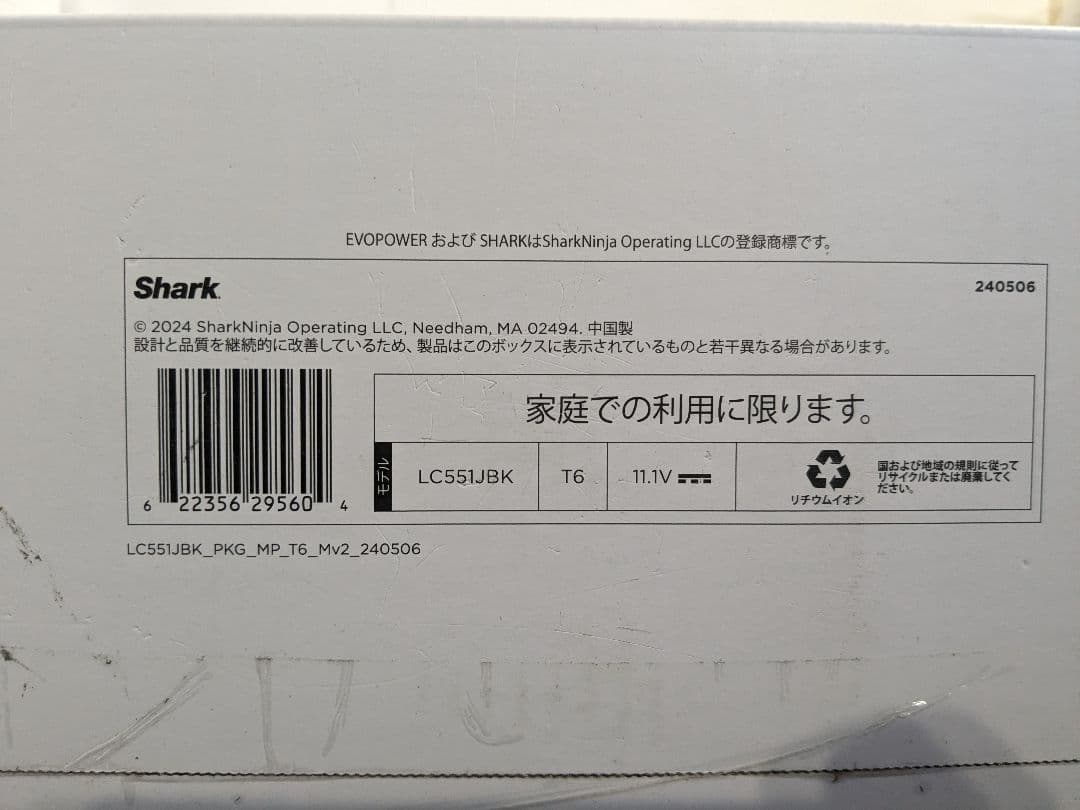 EVOPOWER および SHARKはSharkNinja Operating LLCの登録商標です。
Shark
240506
© 2024 SharkNinja Operating LLC, Needham, MA 02494. 中国製
設計と品質を継続的に改善しているため、製品はこのボックスに表示されているものと若干異なる場合があります。
家庭での利用に限ります。
モデル
LC551JBK
T6
11.1V
国および地域の規則に従って
リサイクルまたは廃棄してく
ださい。
リチウムイオン
6 22356 29560 4
LC551JBK_PKG_MP_T6_Mv2_240506